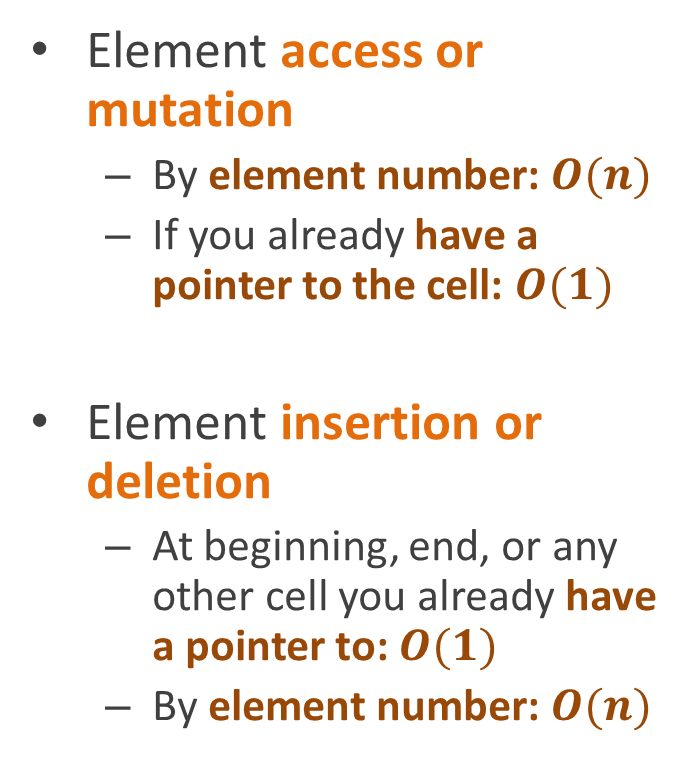 • Element access or
mutation
– By element number: O(n)
– If you already have a
pointer to the cell: O(1)
• Element insertion or
deletion
– At beginning, end, or any
other cell you already have
a pointer to: O(1)
– By element number: O(n)